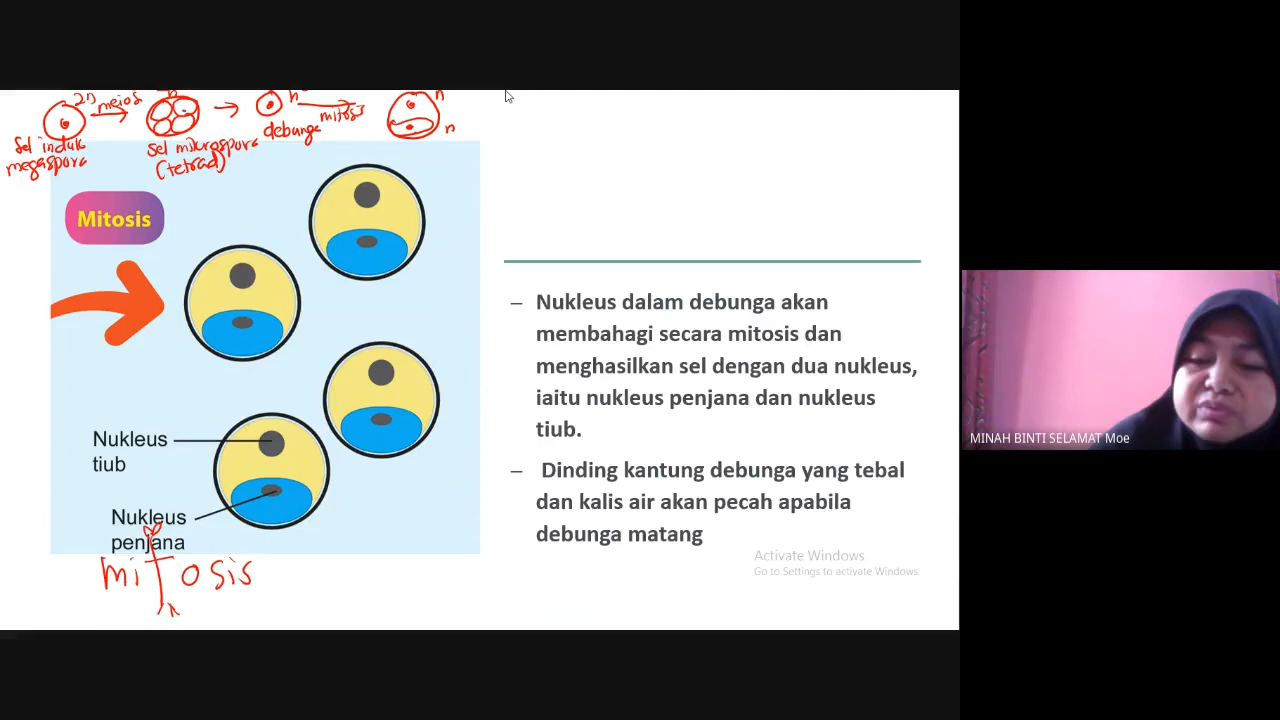 2n meiosis n n mitosis n
sel induk megaspora
sel mikrospora (tetrad)
debunga
n
Mitosis
Nukleus
tiub
Nukleus
penjana
mitosis
– Nukleus dalam debunga akan
membahagi secara mitosis dan
menghasilkan sel dengan dua nukleus,
iaitu nukleus penjana dan nukleus
tiub.
– Dinding kantung debunga yang tebal
dan kalis air akan pecah apabila
debunga matang
Activate Windows
Go to Settings to activate Windows.
MINAH BINTI SELAMAT Moe